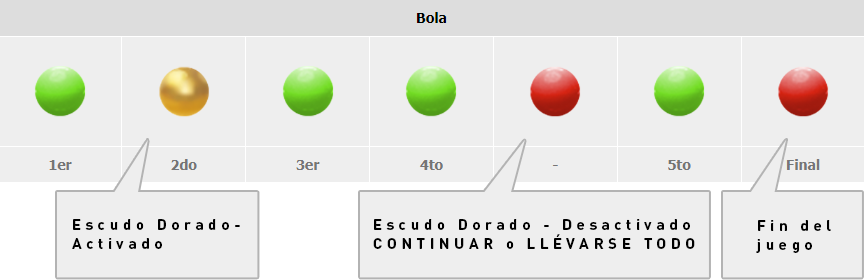 Bola
1er 2do 3er 4to - 5to Final
Escudo Dorado-
Activado
Escudo Dorado - Desactivado
CONTINUAR o LLÉVARSE TODO
Fin del
juego